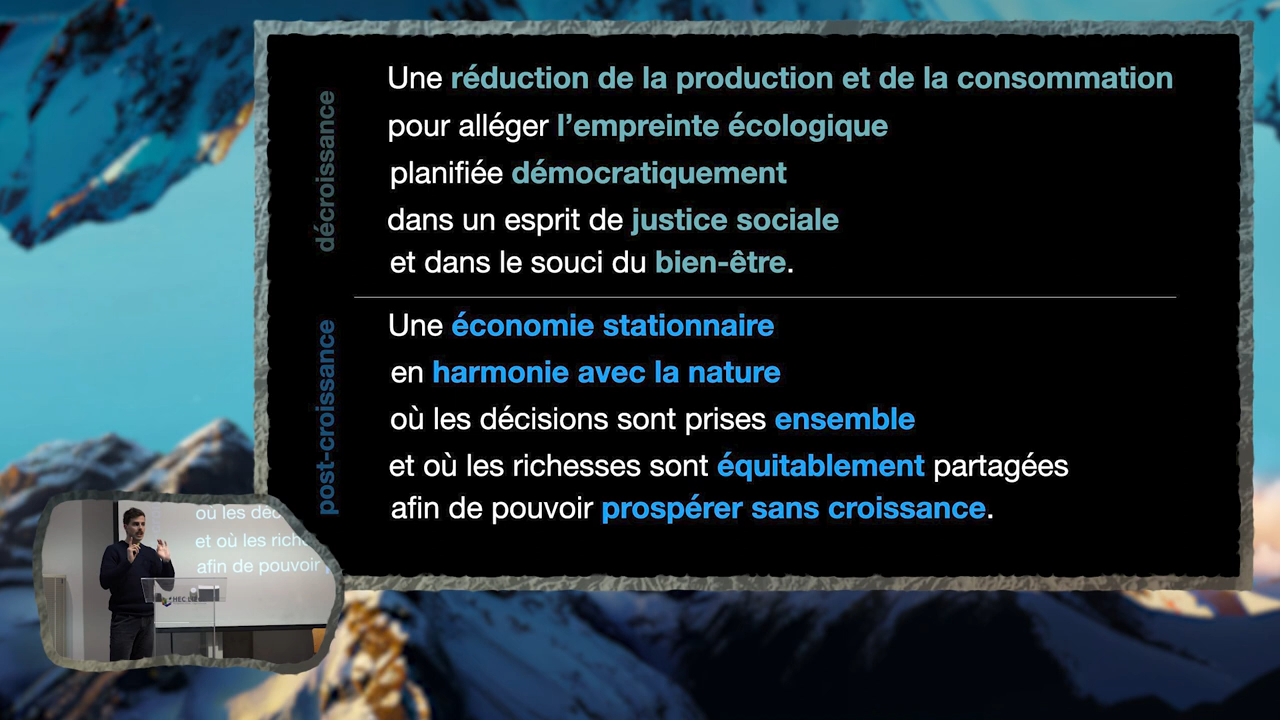 décroissance
Une réduction de la production et de la consommation
pour alléger l’empreinte écologique
planifiée démocratiquement
dans un esprit de justice sociale
et dans le souci du bien-être.
post-croissance
Une économie stationnaire
en harmonie avec la nature
où les décisions sont prises ensemble
et où les richesses sont équitablement partagées
afin de pouvoir prospérer sans croissance.
où les déc
et où les rich
afin de pouvoir
HEC